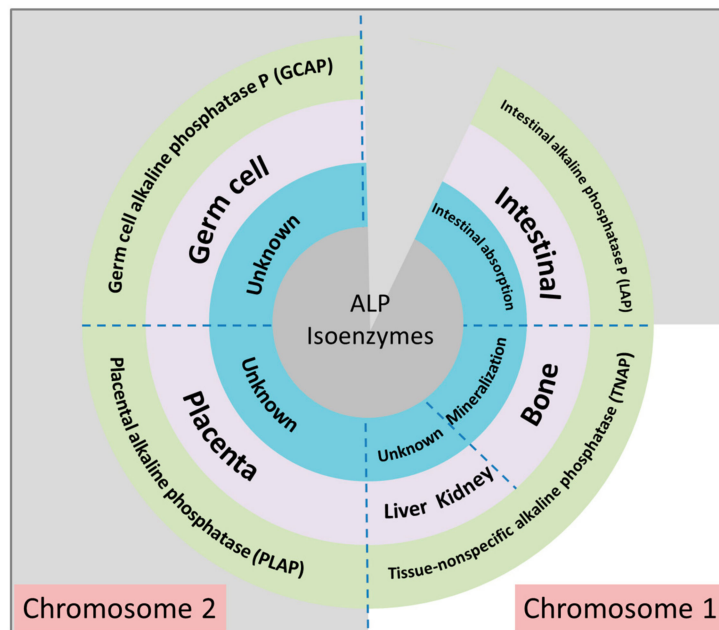 Germ cell alkaline phosphatase P (GCAP)
Germ cell
Unknown
Intestinal alkaline phosphatase P (LAP)
Intestinal
Intestinal absorption
ALP
Isoenzymes
Placental alkaline phosphatase (PLAP)
Placenta
Unknown
Mineralization
Bone
Unknown
Liver Kidney
Tissue-nonspecific alkaline phosphatase (TNAP)
Chromosome 2
Chromosome 1